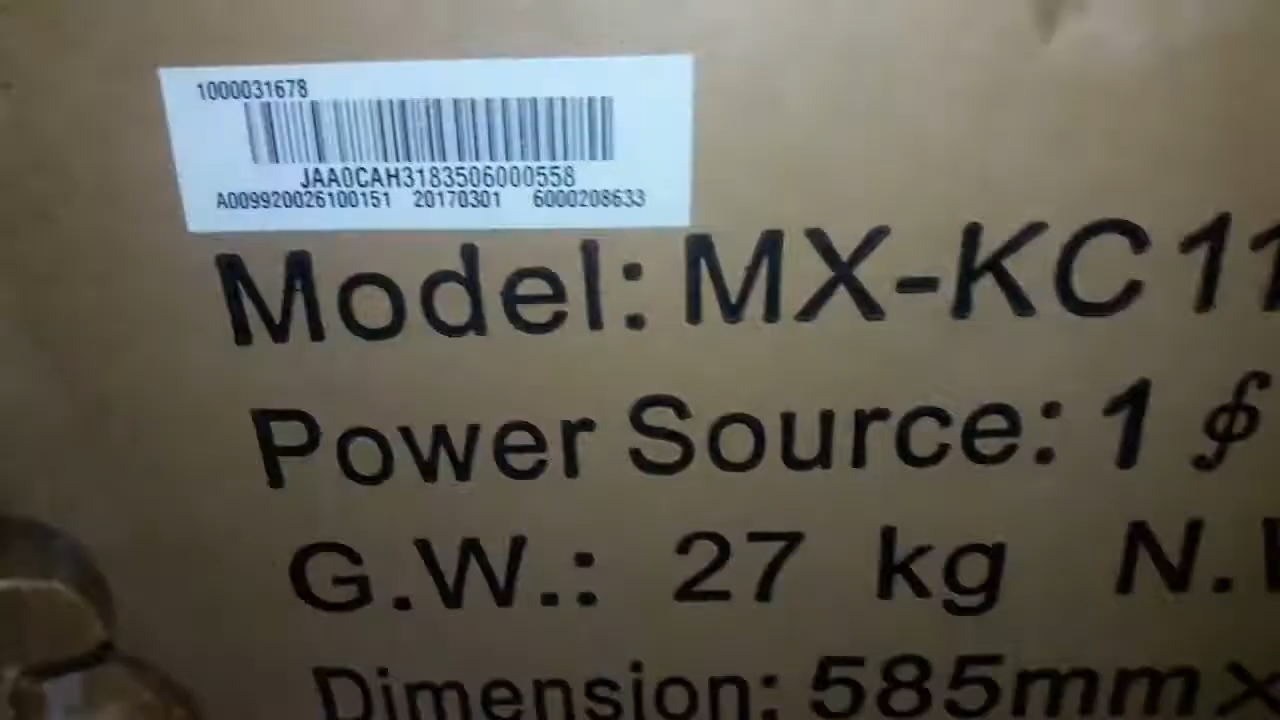 1000031678
JAA0CAH3183506000558
A009920026100151 20170301 6000208633
Model: MX-KC11
Power Source: 1 ∮
G.W.: 27 kg N.
Dimension: 585mm×